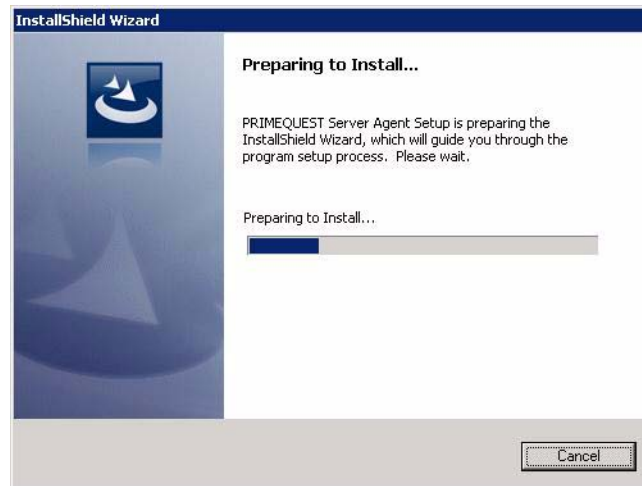 InstallShield Wizard
Preparing to Install...
PRIMEQUEST Server Agent Setup is preparing the
InstallShield Wizard, which will guide you through the
program setup process.  Please wait.
Preparing to Install...
Cancel